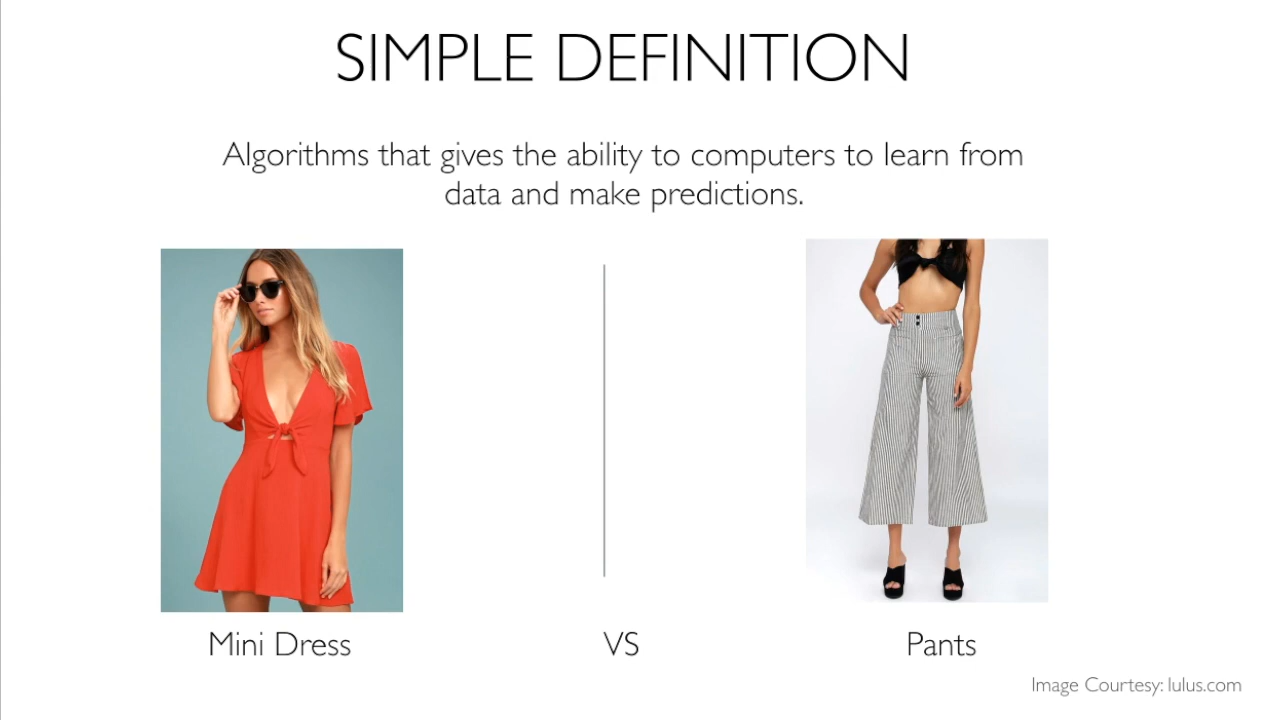 SIMPLE DEFINITION
Algorithms that gives the ability to computers to learn from
data and make predictions.
Mini Dress
VS
Pants
Image Courtesy: lulus.com